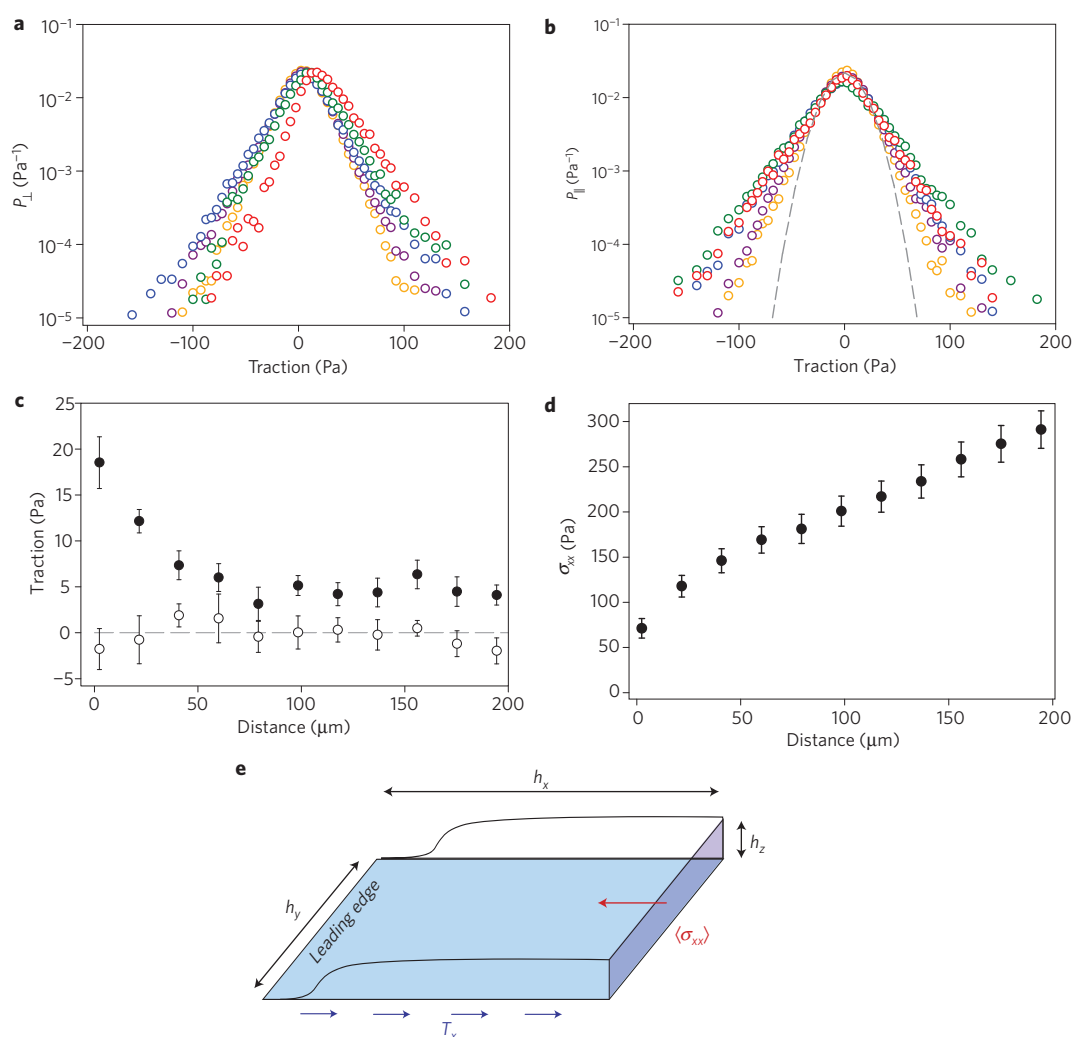 a
10⁻¹
10⁻²
10⁻³
10⁻⁴
10⁻⁵
P⊥ (Pa⁻¹)
−200
−100
0
100
200
Traction (Pa)
b
10⁻¹
10⁻²
10⁻³
10⁻⁴
10⁻⁵
P∥ (Pa⁻¹)
−200
−100
0
100
200
Traction (Pa)
c
25
20
15
10
5
0
−5
Traction (Pa)
0
50
100
150
200
Distance (μm)
d
300
250
200
150
100
50
0
σxx (Pa)
0
50
100
150
200
Distance (μm)
e
hx
hz
hy
Leading edge
⟨σxx⟩
Tx